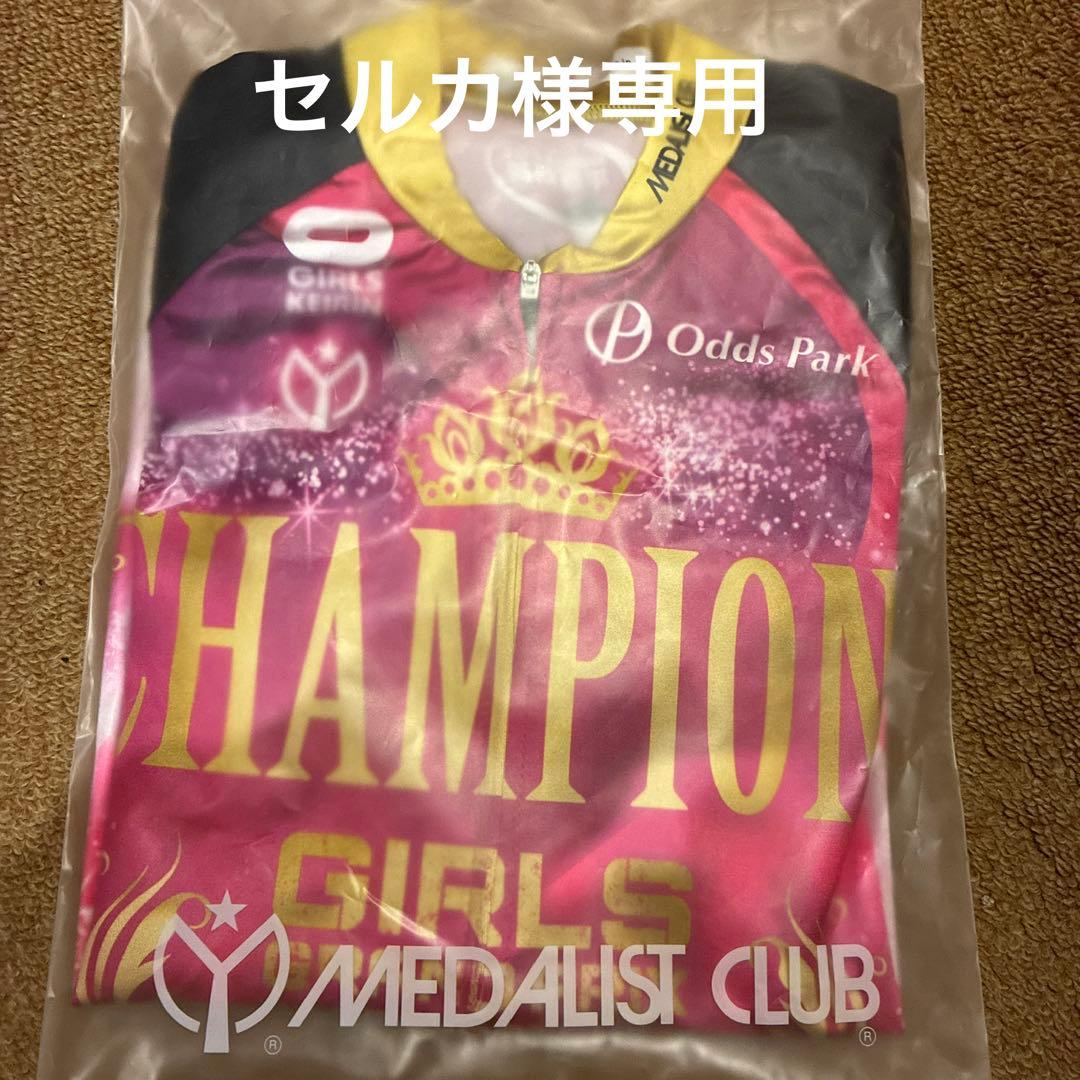 セルカ様専用
MEDALIST
GIRLS
KEIRIN
Odds Park
CHAMPION
GIRLS
MEDALIST CLUB